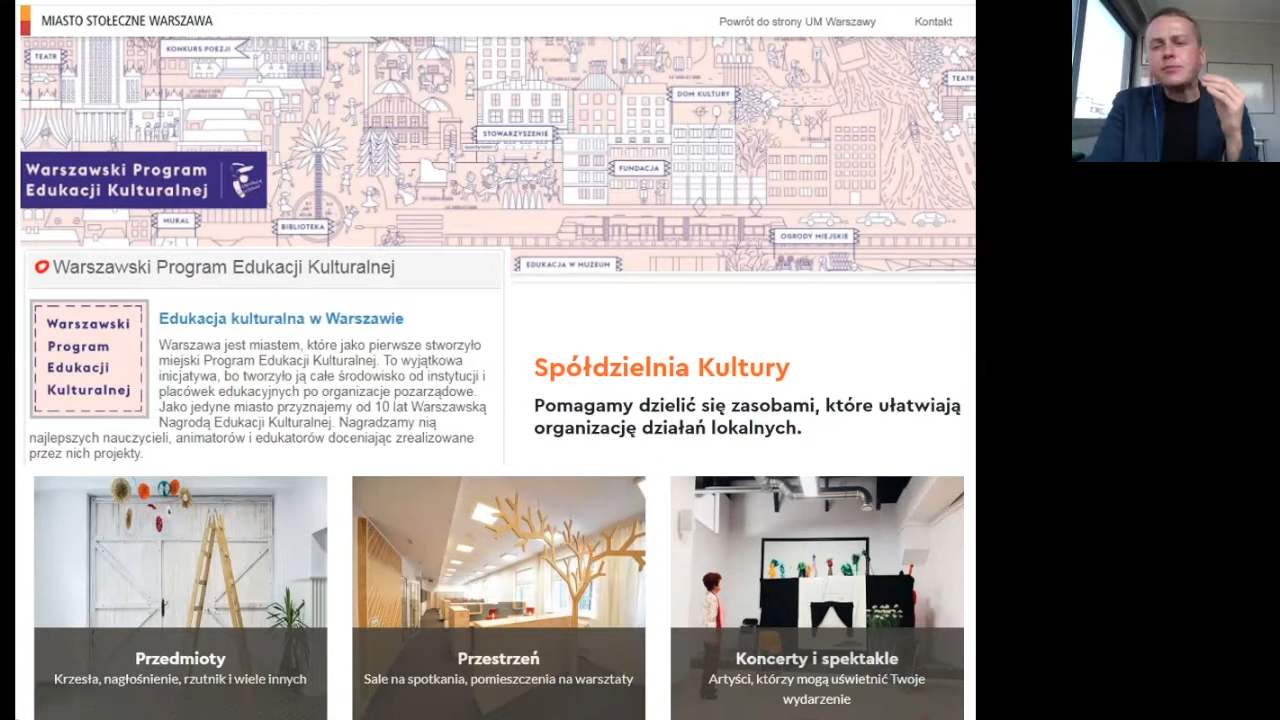 MIASTO STOŁECZNE WARSZAWA
Powrót do strony UM Warszawy
Kontakt
KONKURS POEZJI
TEATR
TEATR
DOM KULTURY
STOWARZYSZENIE
FUNDACJA
Warszawski Program
Edukacji Kulturalnej
MURAL
BIBLIOTEKA
OGRODY MIEJSKIE
EDUKACJA W MUZEUM
Warszawski Program Edukacji Kulturalnej
Warszawski
Program
Edukacji
Kulturalnej
Edukacja kulturalna w Warszawie
Warszawa jest miastem, które jako pierwsze stworzyło
miejski Program Edukacji Kulturalnej. To wyjątkowa
inicjatywa, bo tworzyło ją całe środowisko od instytucji i
placówek edukacyjnych po organizacje pozarządowe.
Jako jedyne miasto przyznajemy od 10 lat Warszawską
Nagrodą Edukacji Kulturalnej. Nagradzamy nią
najlepszych nauczycieli, animatorów i edukatorów doceniając zrealizowane
przez nich projekty.
Spółdzielnia Kultury
Pomagamy dzielić się zasobami, które ułatwiają
organizację działań lokalnych.
Przedmioty
Krzesła, nagłośnienie, rzutnik i wiele innych
Przestrzeń
Sale na spotkania, pomieszczenia na warsztaty
Koncerty i spektakle
Artyści, którzy mogą uświetnić Twoje
wydarzenie